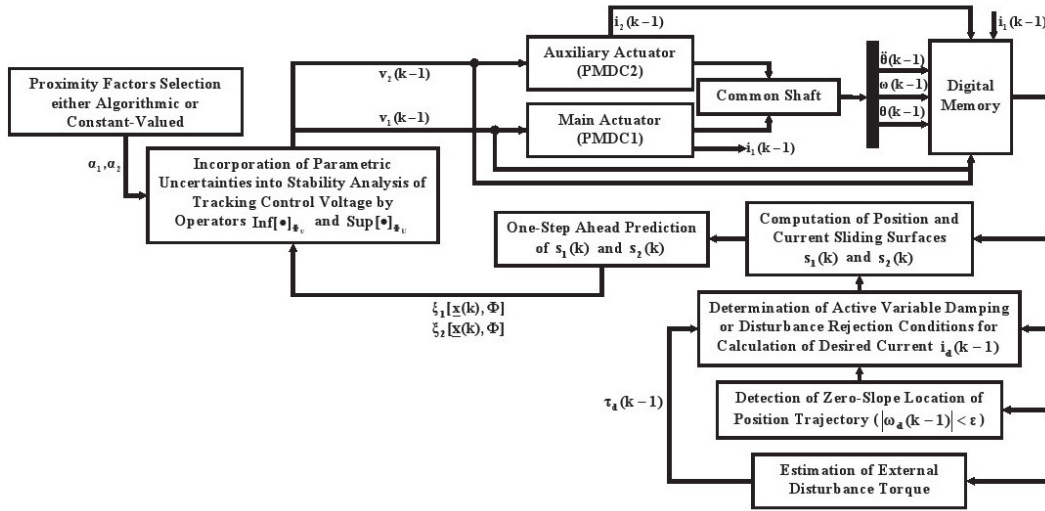 i₂(k-1)
i₁(k-1)
Auxiliary Actuator
(PMDC2)
Proximity Factors Selection
either Algorithmic or
Constant-Valued
v₂(k-1)
Common Shaft
θ̈(k-1)
ω(k-1)
θ(k-1)
Digital
Memory
v₁(k-1)
Main Actuator
(PMDC1)
i₁(k-1)
α₁,α₂
Incorporation of Parametric
Uncertainties into Stability Analysis of
Tracking Control Voltage by
Operators Inf[•]_Φ_U and Sup[•]_Φ_U
One-Step Ahead Prediction
of s₁(k) and s₂(k)
Computation of Position and
Current Sliding Surfaces
s₁(k) and s₂(k)
ξ₁[x̲(k),Φ]
ξ₂[x̲(k),Φ]
Determination of Active Variable Damping
or Disturbance Rejection Conditions for
Calculation of Desired Current i_d(k-1)
τ_d(k-1)
Detection of Zero-Slope Location of
Position Trajectory (|ω_d(k-1)|<ε)
Estimation of External
Disturbance Torque